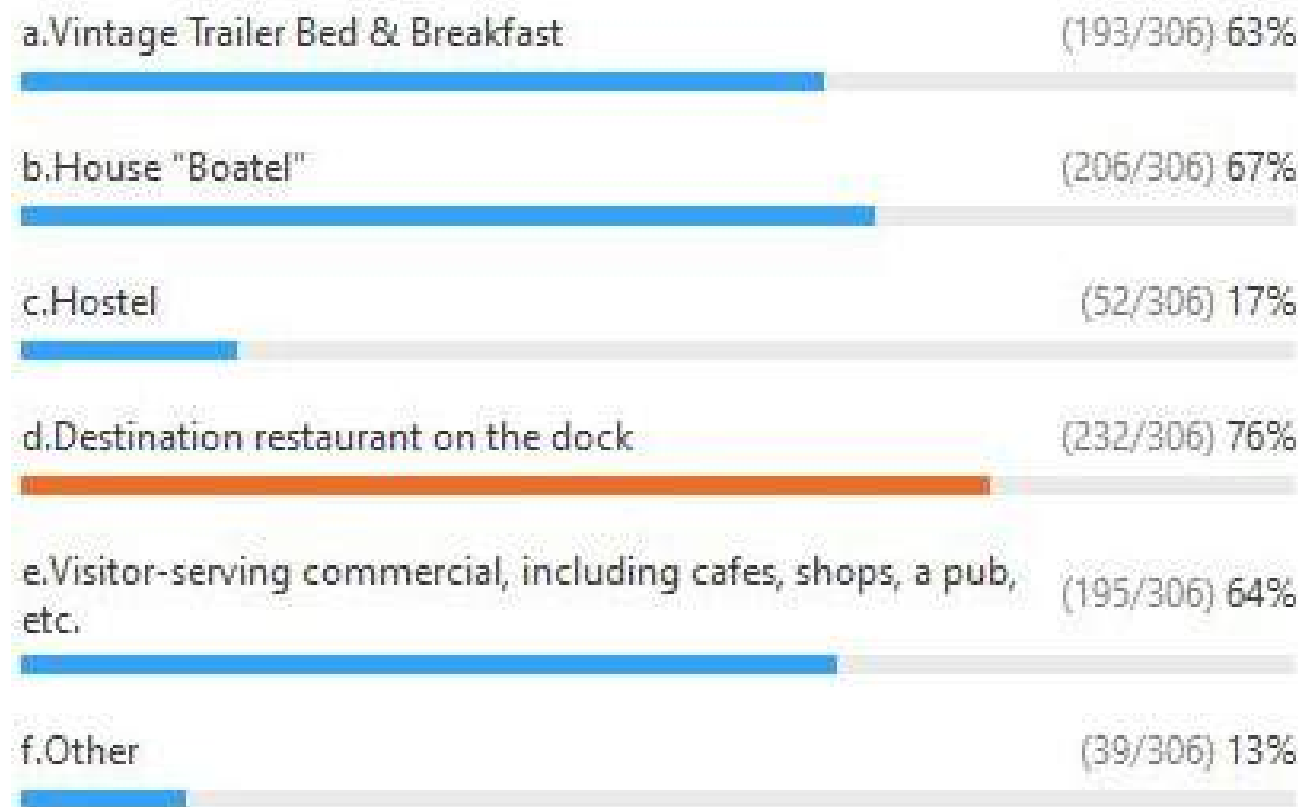 a.Vintage Trailer Bed & Breakfast (193/306) 63%
b.House "Boatel" (206/306) 67%
c.Hostel (52/306) 17%
d.Destination restaurant on the dock (232/306) 76%
e.Visitor-serving commercial, including cafes, shops, a pub, (195/306) 64%
etc.
f.Other (39/306) 13%